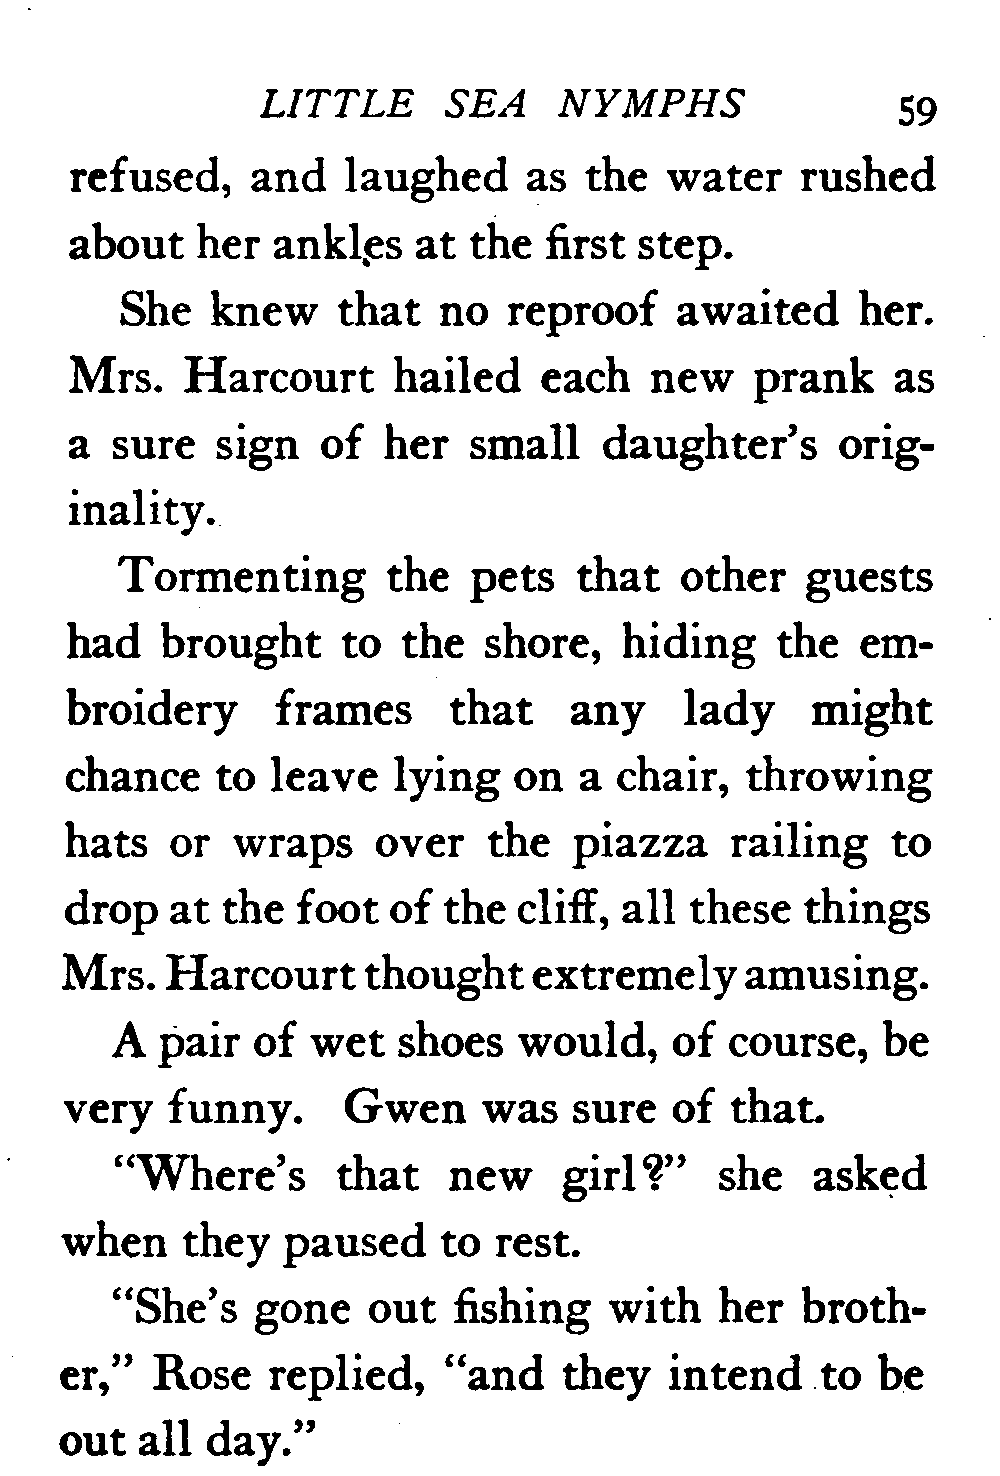 LITTLE SEA NYMPHS 59
refused, and laughed as the water rushed
about her ankles at the first step.
She knew that no reproof awaited her.
Mrs. Harcourt hailed each new prank as
a sure sign of her small daughter's orig-
inality.
Tormenting the pets that other guests
had brought to the shore, hiding the em-
broidery frames that any lady might
chance to leave lying on a chair, throwing
hats or wraps over the piazza railing to
drop at the foot of the cliff, all these things
Mrs. Harcourt thought extremely amusing.
A pair of wet shoes would, of course, be
very funny. Gwen was sure of that.
"Where's that new girl?" she asked
when they paused to rest.
"She's gone out fishing with her broth-
er," Rose replied, "and they intend to be
out all day."